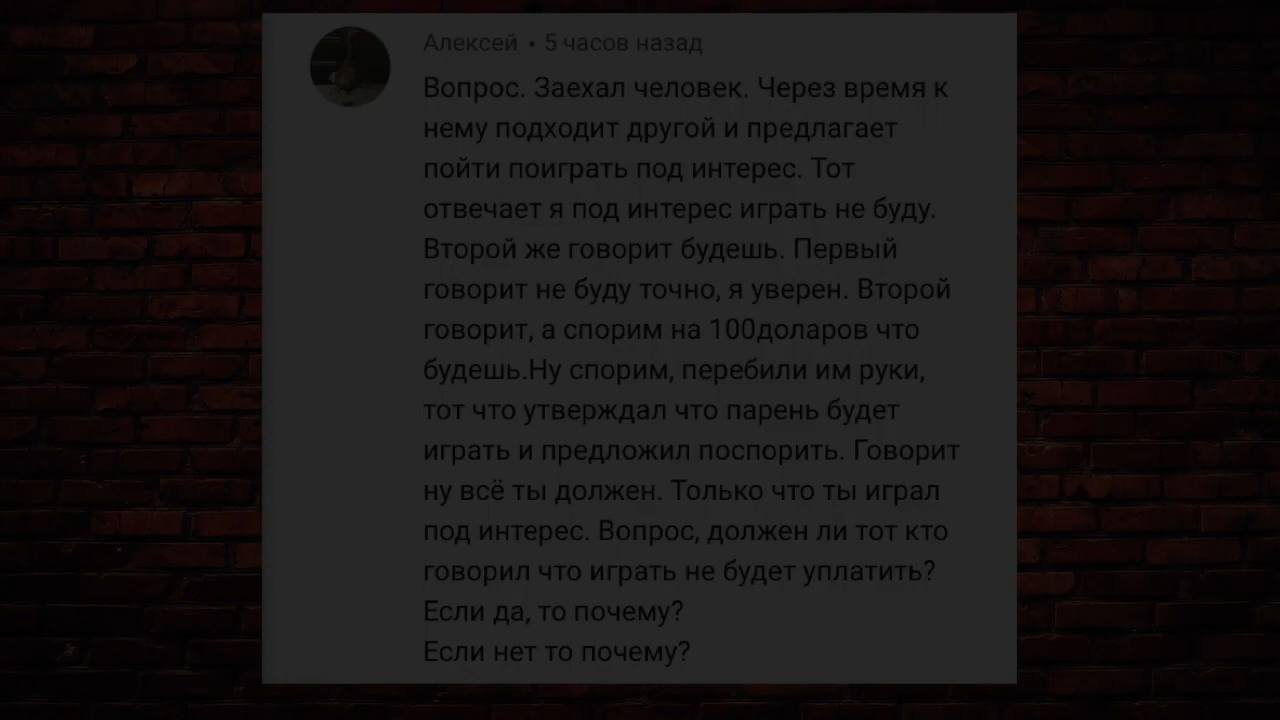 Алексей • 5 часов назад
Вопрос. Заехал человек. Через время к
нему подходит другой и предлагает
пойти поиграть под интерес. Тот
отвечает я под интерес играть не буду.
Второй же говорит будешь. Первый
говорит не буду точно, я уверен. Второй
говорит, а спорим на 100доларов что
будешь.Ну спорим, перебили им руки,
тот что утверждал что парень будет
играть и предложил поспорить. Говорит
ну всё ты должен. Только что ты играл
под интерес. Вопрос, должен ли тот кто
говорил что играть не будет уплатить?
Если да, то почему?
Если нет то почему?